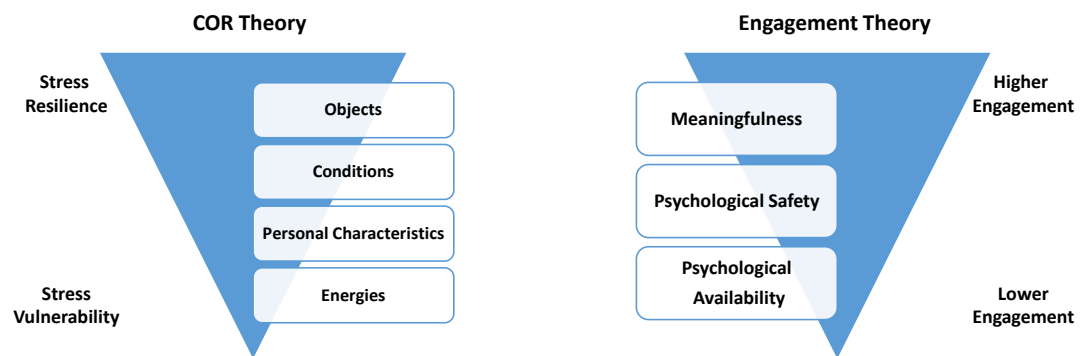 COR Theory
Stress
Resilience
Objects
Conditions
Personal Characteristics
Energies
Stress
Vulnerability
Engagement Theory
Higher
Engagement
Meaningfulness
Psychological Safety
Psychological
Availability
Lower
Engagement